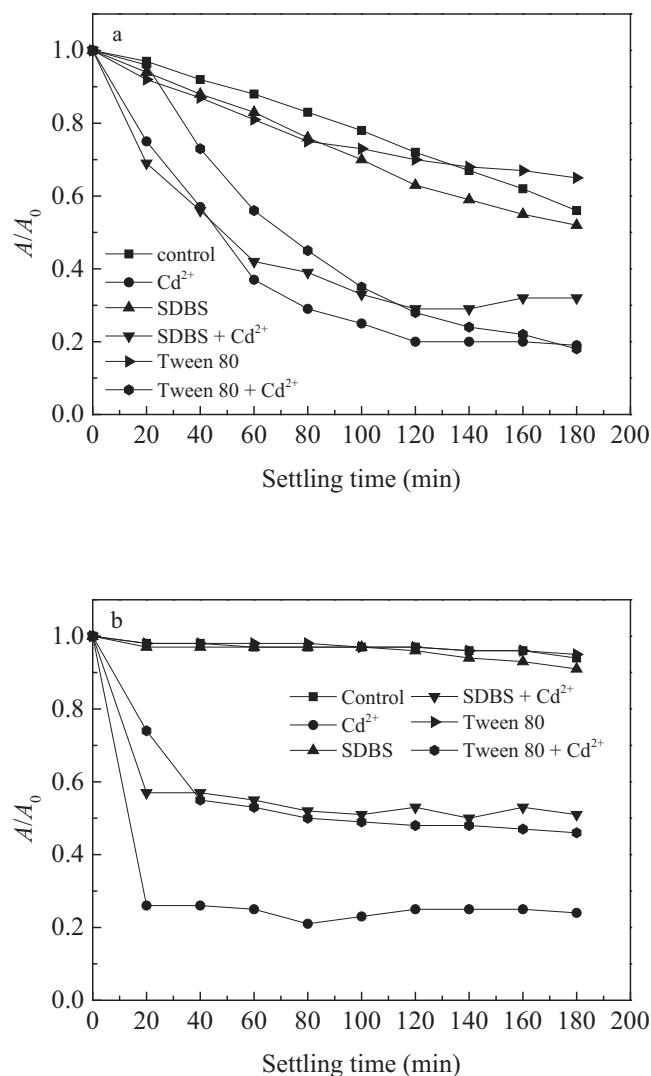 a
1.0
0.8
0.6
0.4
0.2
0.0
A/A₀
control
Cd²⁺
SDBS
SDBS + Cd²⁺
Tween 80
Tween 80 + Cd²⁺
0 20 40 60 80 100 120 140 160 180 200
Settling time (min)
b
1.0
0.8
0.6
0.4
0.2
0.0
A/A₀
Control SDBS + Cd²⁺
Cd²⁺ Tween 80
SDBS Tween 80 + Cd²⁺
0 20 40 60 80 100 120 140 160 180 200
Settling time (min)